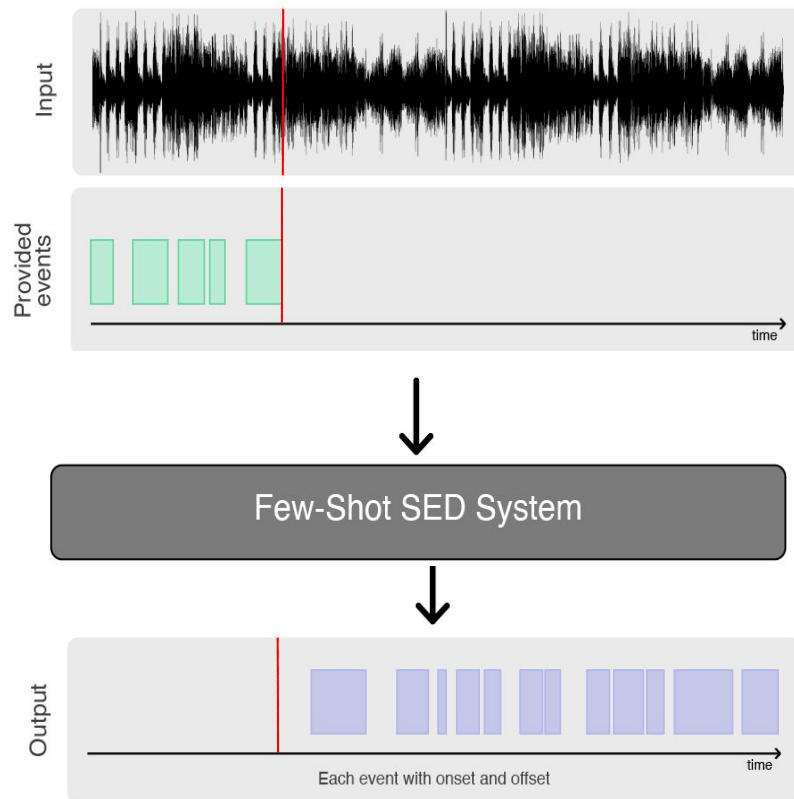 Input
Provided
events
time
Few-Shot SED System
Output
time
Each event with onset and offset